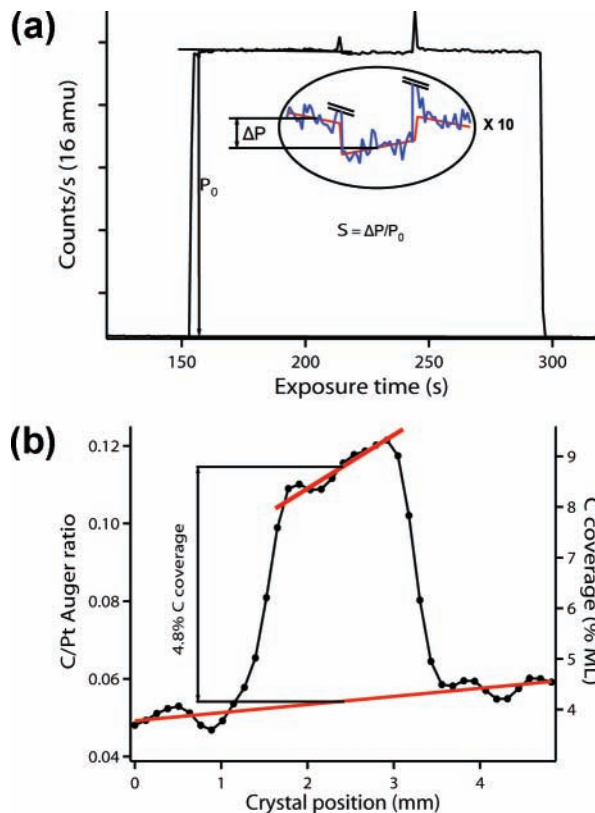 (a)
Counts/s (16 amu)
ΔP
X 10
P0
S = ΔP/P0
150
200
250
300
Exposure time (s)
(b)
C/Pt Auger ratio
0.12
0.10
0.08
0.06
0.04
4.8% C coverage
9
8
7
6
5
4
C coverage (% ML)
0
1
2
3
4
Crystal position (mm)